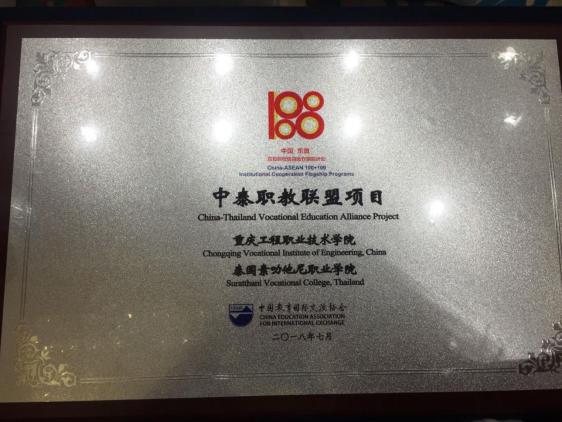 中国-东盟
China-ASEAN 100+100
Institutional Cooperation Flagship Programs
中泰职教联盟项目
China-Thailand Vocational Education Alliance Project
重庆工程职业技术学院
Chongqing Vocational Institute of Engineering, China
泰国素叻他尼职业学院
Suratthani Vocational College, Thailand
中国教育国际交流协会
CHINA EDUCATION ASSOCIATION
FOR INTERNATIONAL EXCHANGE
二〇一八年七月